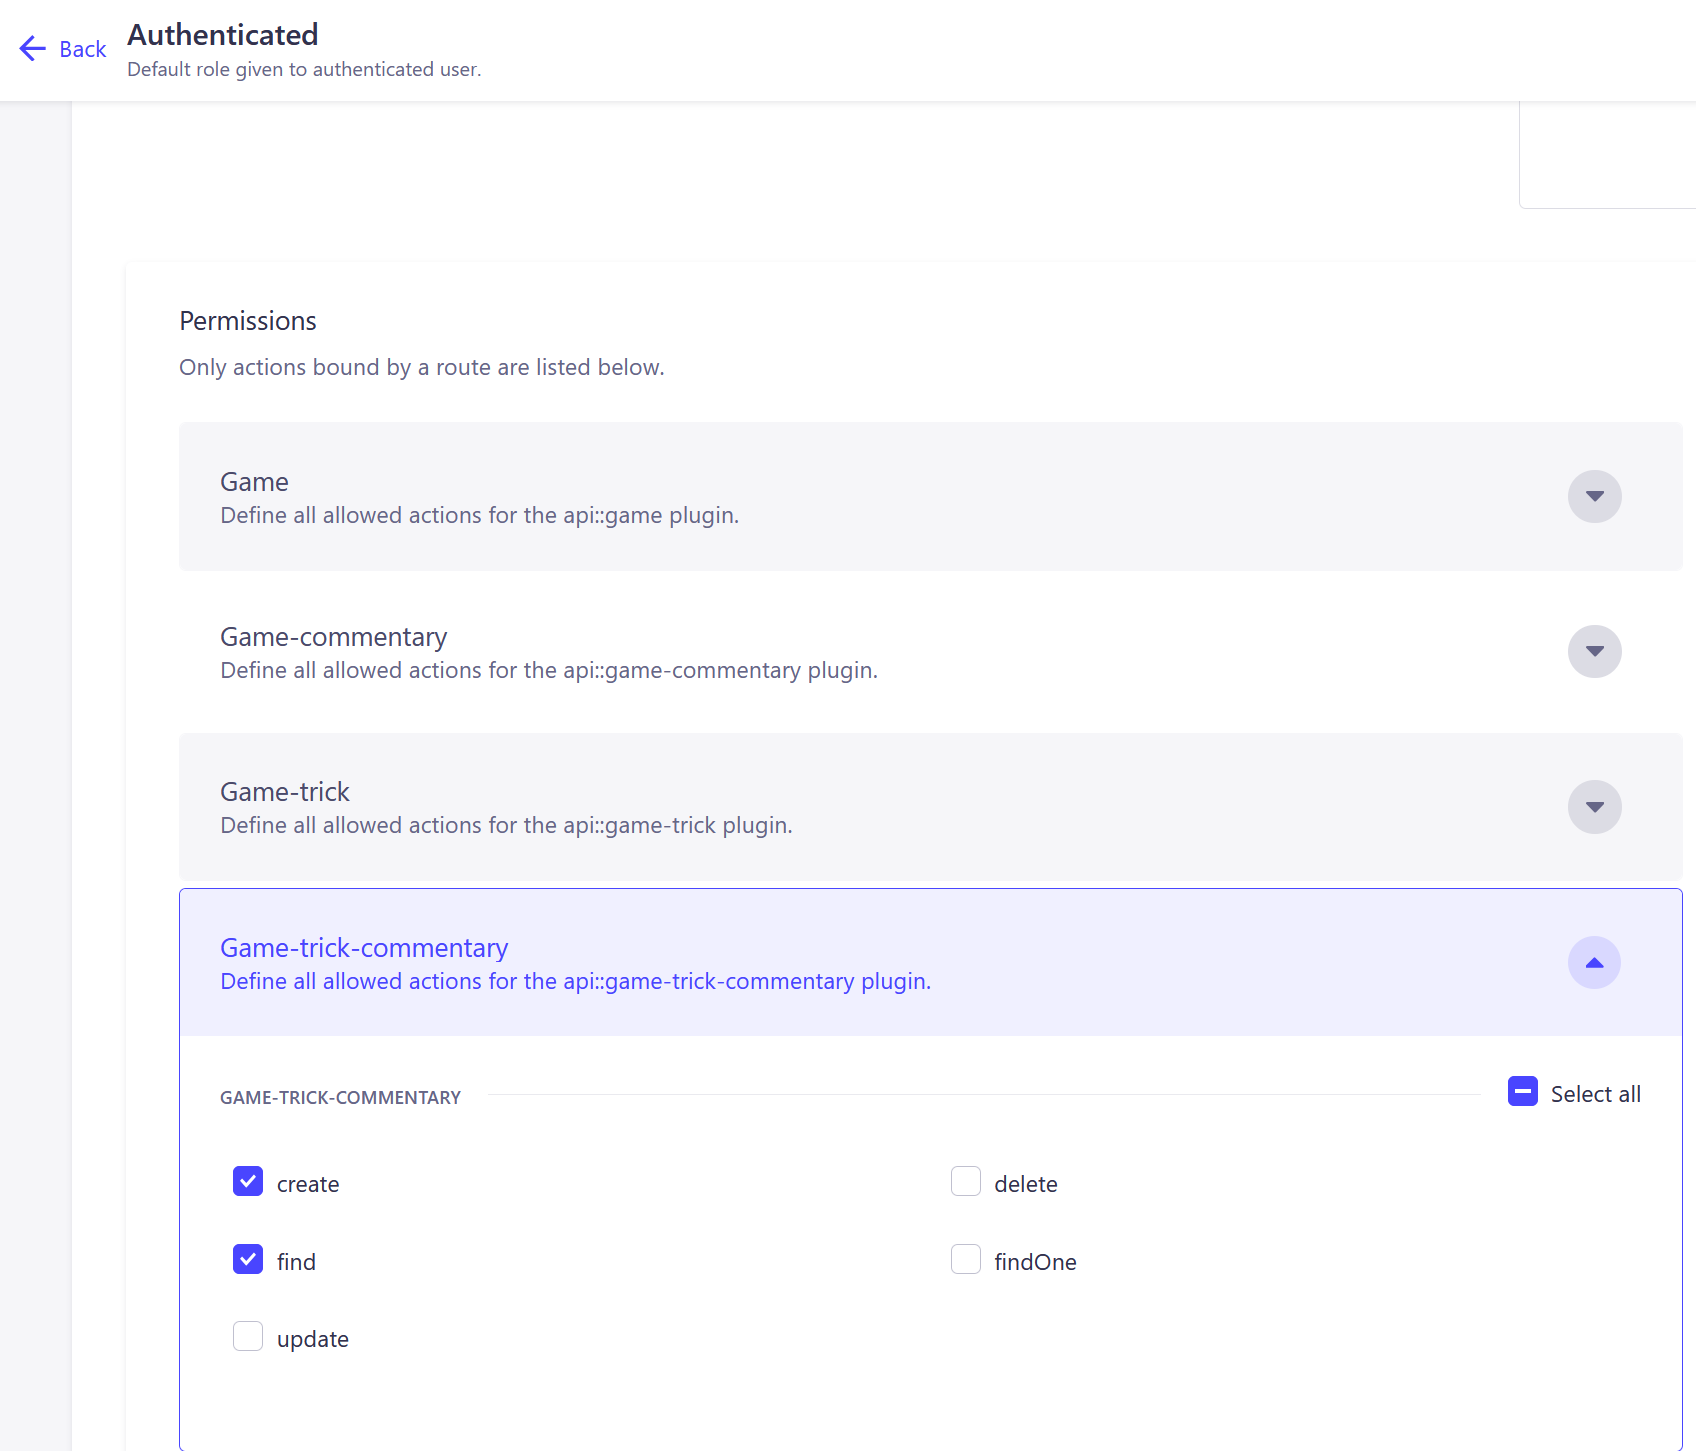 Back
Authenticated
Default role given to authenticated user.
Permissions
Only actions bound by a route are listed below.
Game
Define all allowed actions for the api::game plugin.
Game-commentary
Define all allowed actions for the api::game-commentary plugin.
Game-trick
Define all allowed actions for the api::game-trick plugin.
Game-trick-commentary
Define all allowed actions for the api::game-trick-commentary plugin.
GAME-TRICK-COMMENTARY
Select all
create
delete
find
findOne
update